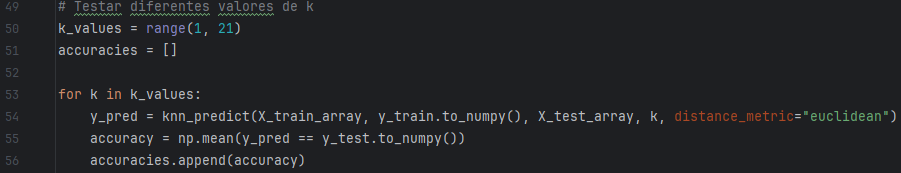 49 # Testar diferentes valores de k
50 k_values = range(1, 21)
51 accuracies = []
52
53 for k in k_values:
54     y_pred = knn_predict(X_train_array, y_train.to_numpy(), X_test_array, k, distance_metric="euclidean")
55     accuracy = np.mean(y_pred == y_test.to_numpy())
56     accuracies.append(accuracy)